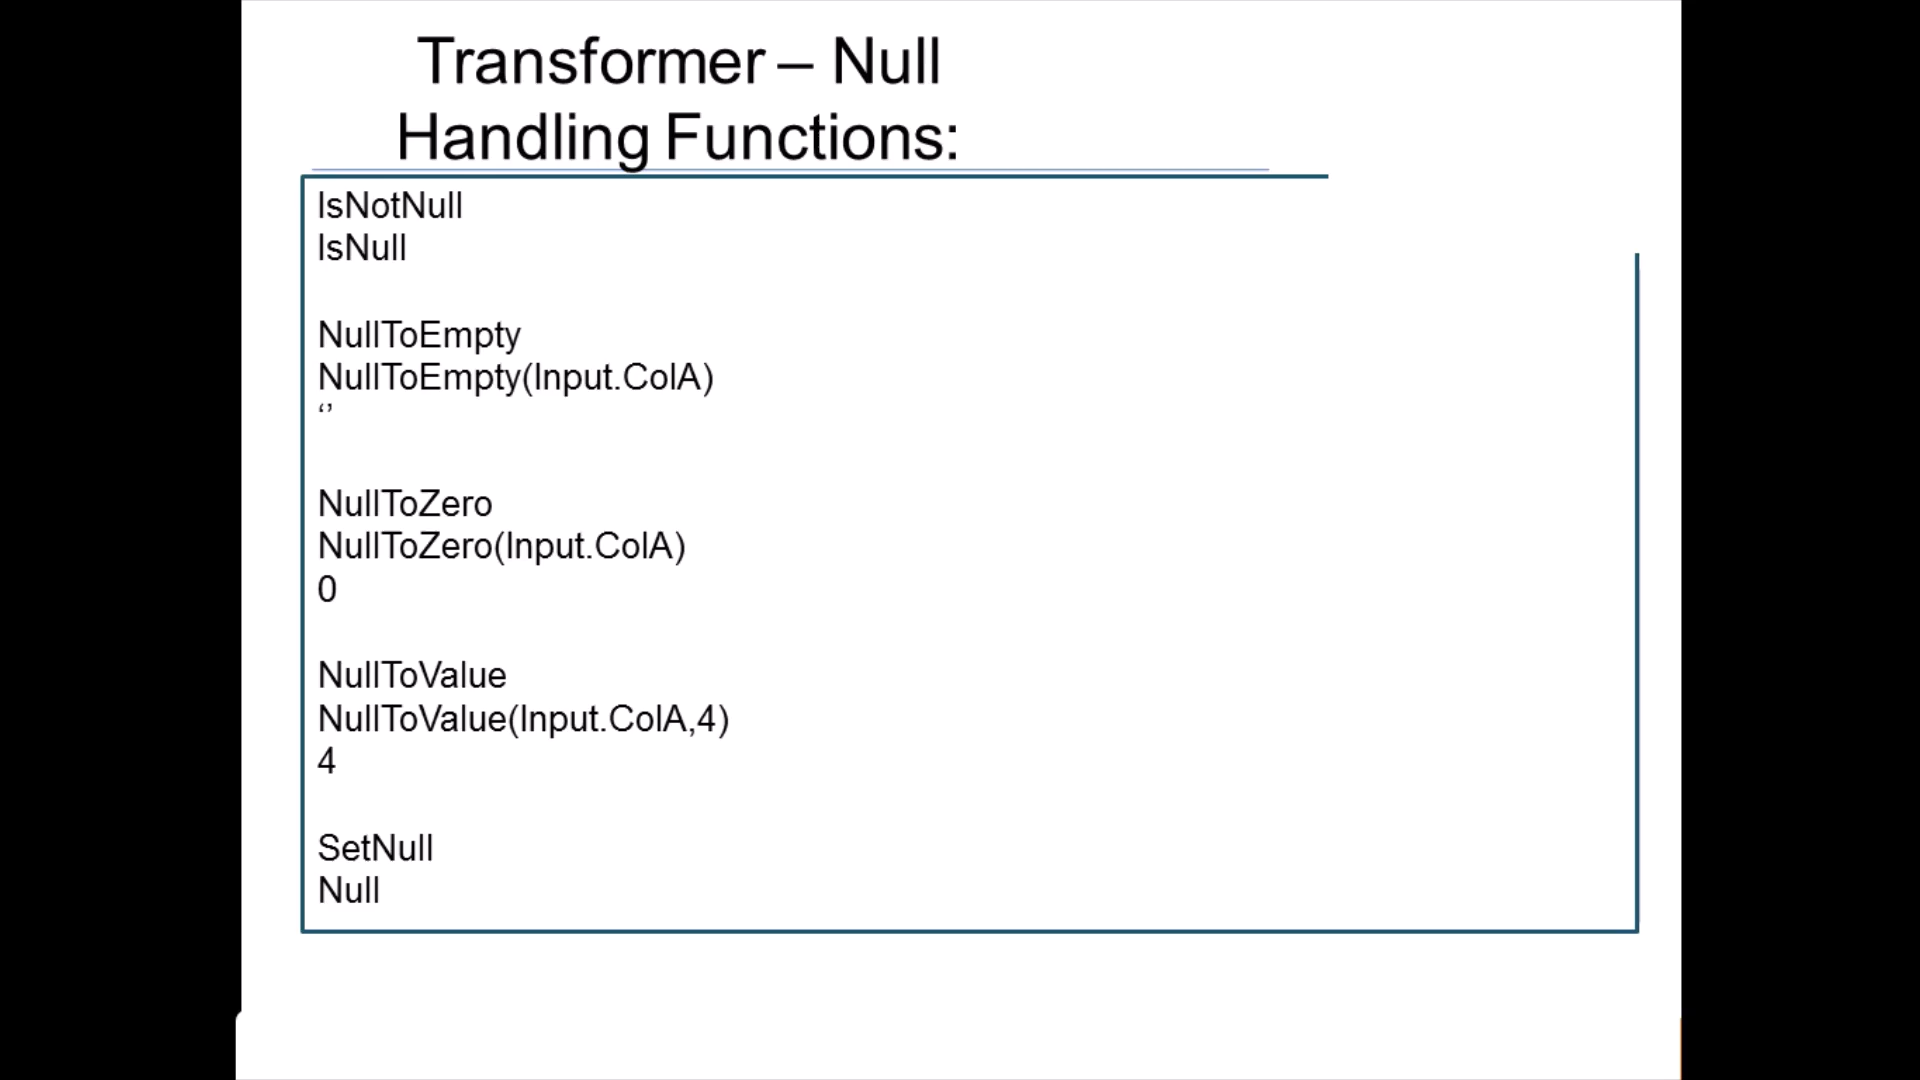 Transformer – Null
Handling Functions:
IsNotNull
IsNull
NullToEmpty
NullToEmpty(Input.ColA)
‘’
NullToZero
NullToZero(Input.ColA)
0
NullToValue
NullToValue(Input.ColA,4)
4
SetNull
Null